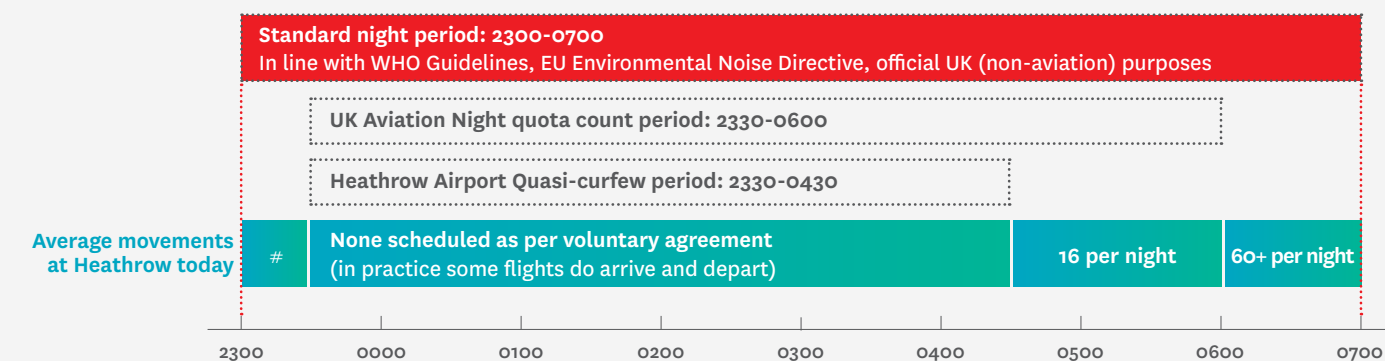 Standard night period: 2300-0700
In line with WHO Guidelines, EU Environmental Noise Directive, official UK (non-aviation) purposes
UK Aviation Night quota count period: 2330-0600
Heathrow Airport Quasi-curfew period: 2330-0430
Average movements
at Heathrow today
#
None scheduled as per voluntary agreement
(in practice some flights do arrive and depart)
16 per night
60+ per night
2300 0000 0100 0200 0300 0400 0500 0600 0700